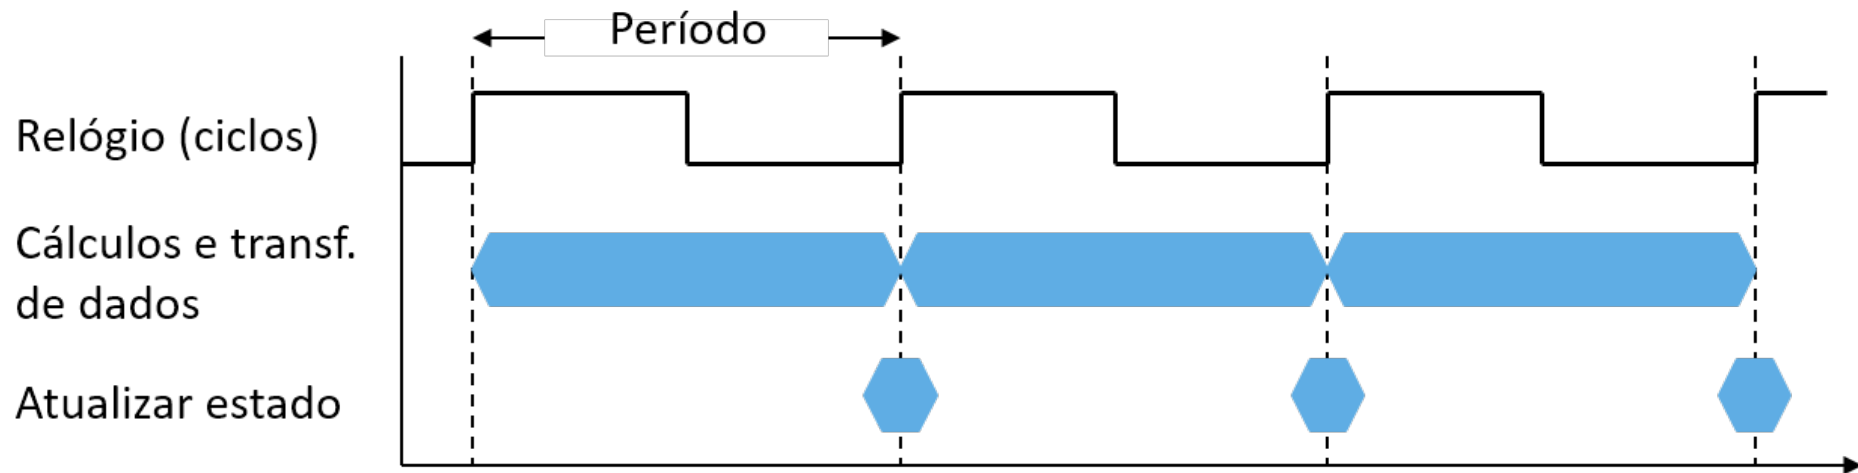 Período
Relógio (ciclos)
Cálculos e transf.
de dados
Atualizar estado